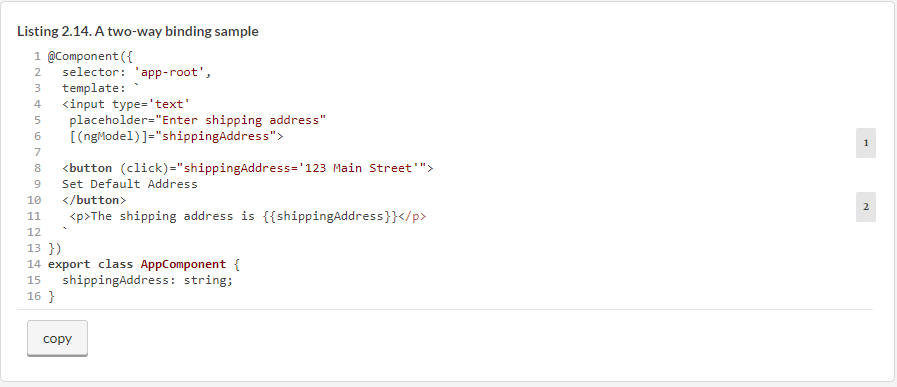 Listing 2.14. A two-way binding sample
1 @Component({
2   selector: 'app-root',
3   template: `
4   <input type='text'
5    placeholder="Enter shipping address"
6    [(ngModel)]="shippingAddress">
1
7
8   <button (click)="shippingAddress='123 Main Street'">
9   Set Default Address
10   </button>
2
11    <p>The shipping address is {{shippingAddress}}</p>
12   `
13 })
14 export class AppComponent {
15   shippingAddress: string;
16 }
copy